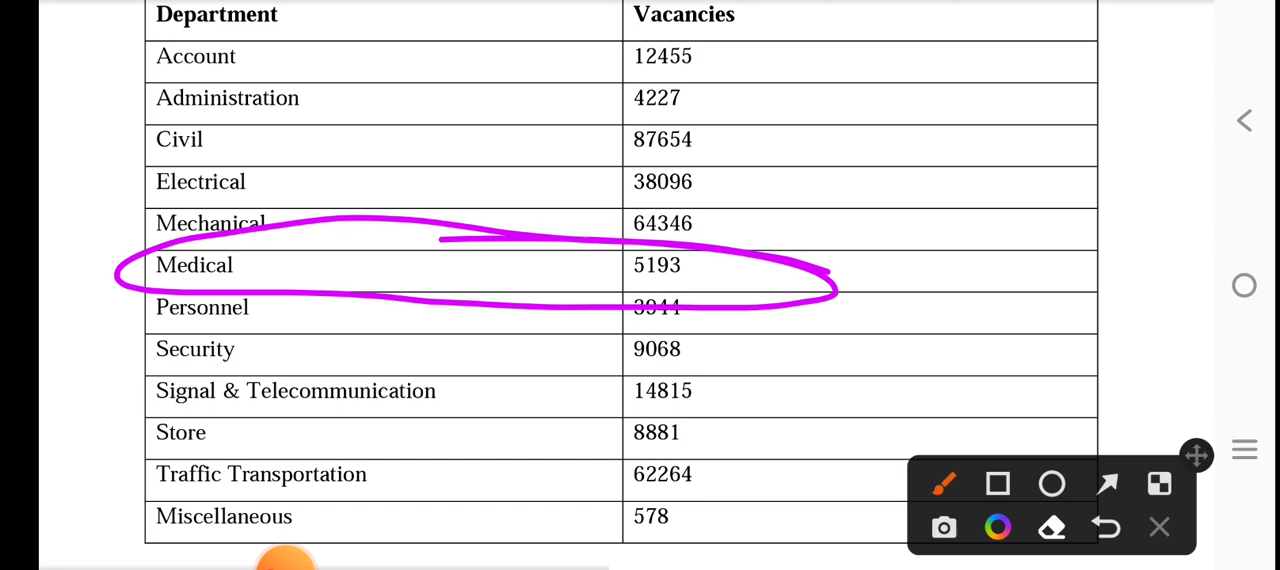 Department Vacancies
Account 12455
Administration 4227
Civil 87654
Electrical 38096
Mechanical 64346
Medical 5193
Personnel 3944
Security 9068
Signal & Telecommunication 14815
Store 8881
Traffic Transportation 62264
Miscellaneous 578